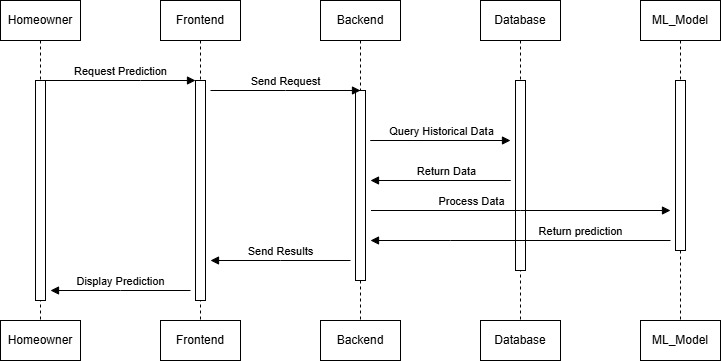 Homeowner
Frontend
Backend
Database
ML_Model
Request Prediction
Send Request
Query Historical Data
Return Data
Process Data
Return prediction
Send Results
Display Prediction
Homeowner
Frontend
Backend
Database
ML_Model